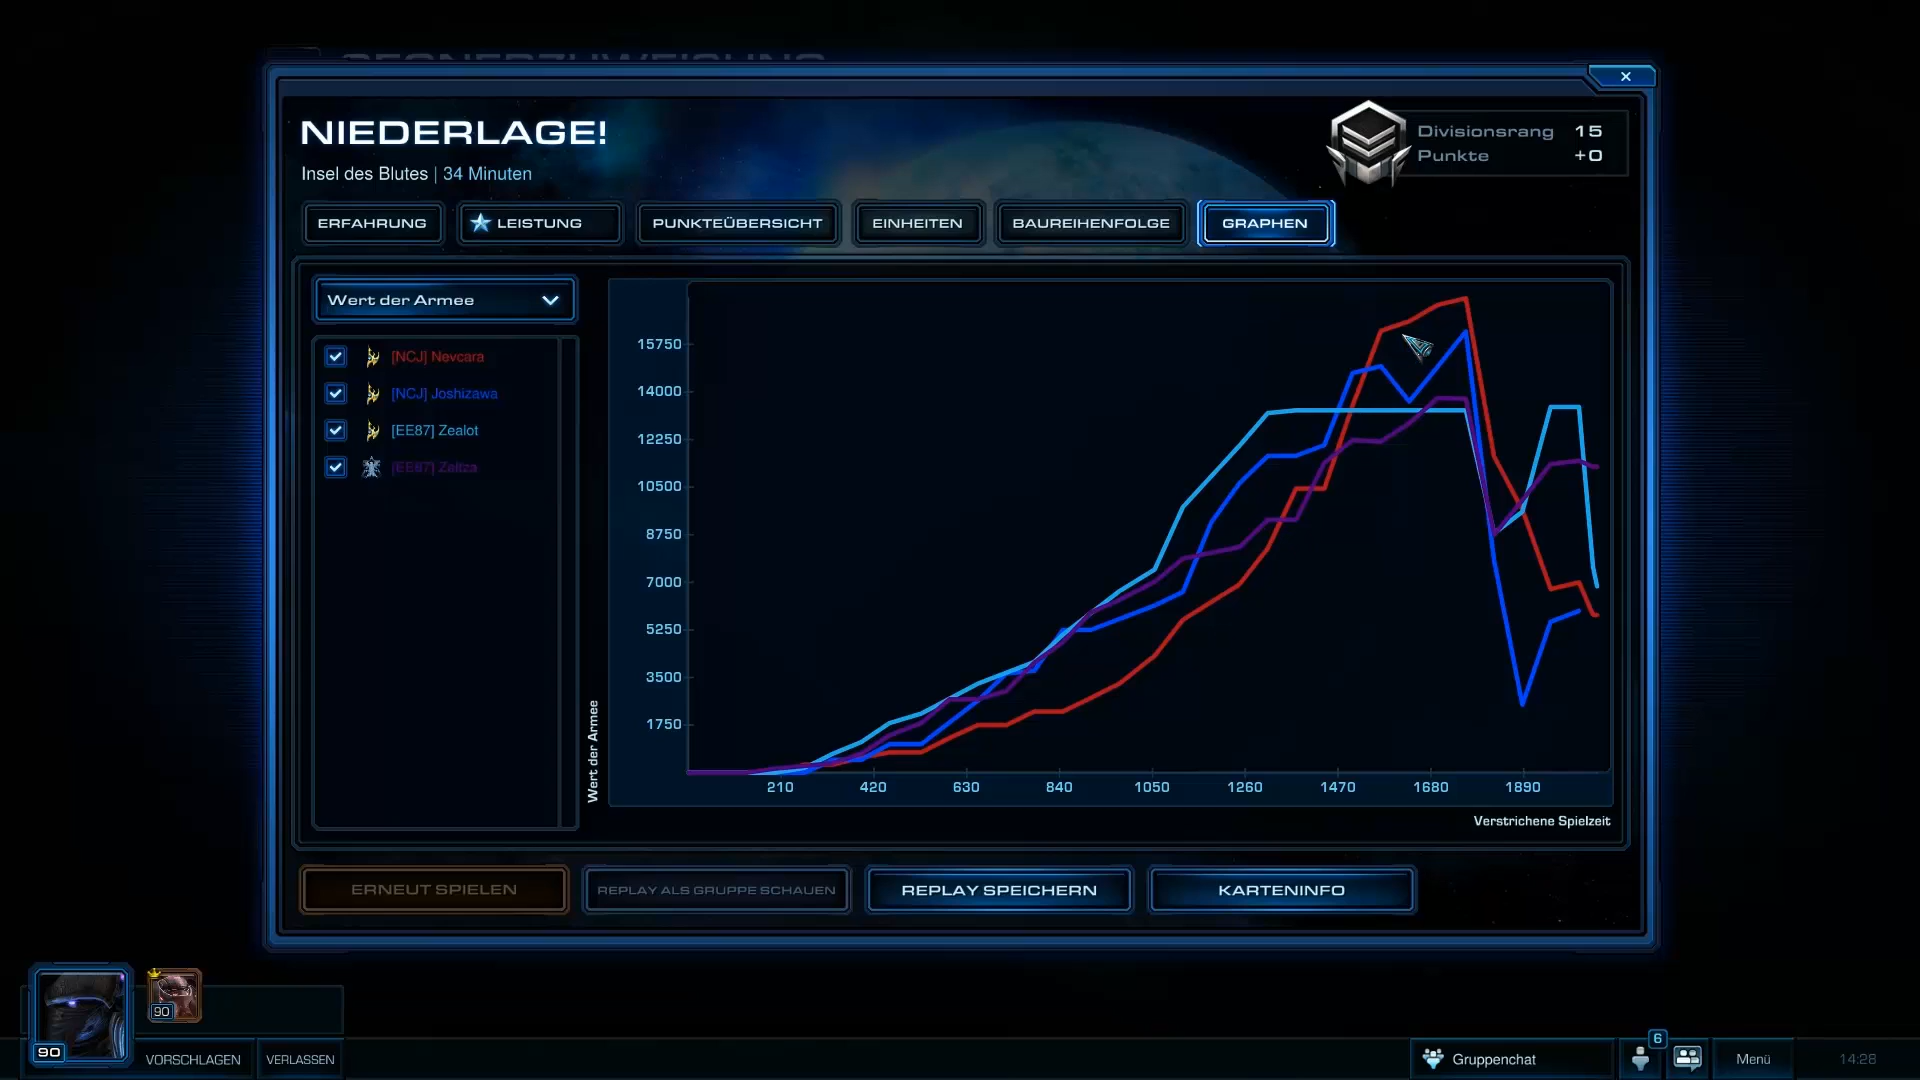 NIEDERLAGE!
Insel des Blutes | 34 Minuten
Divisionsrang 15
Punkte +0
ERFAHRUNG LEISTUNG PUNKTEÜBERSICHT EINHEITEN BAUREIHENFOLGE GRAPHEN
Wert der Armee
[NCJ] Nevcara
[NCJ] Joshizawa
[EE87] Zealot
[EE87] Zeltza
15750
14000
12250
10500
8750
7000
5250
3500
1750
Wert der Armee
210 420 630 840 1050 1260 1470 1680 1890
Verstrichene Spielzeit
ERNEUT SPIELEN REPLAY ALS GRUPPE SCHAUEN REPLAY SPEICHERN KARTENINFO
90
90
VORSCHLAGEN VERLASSEN
Gruppenchat
6
Menü
14:28